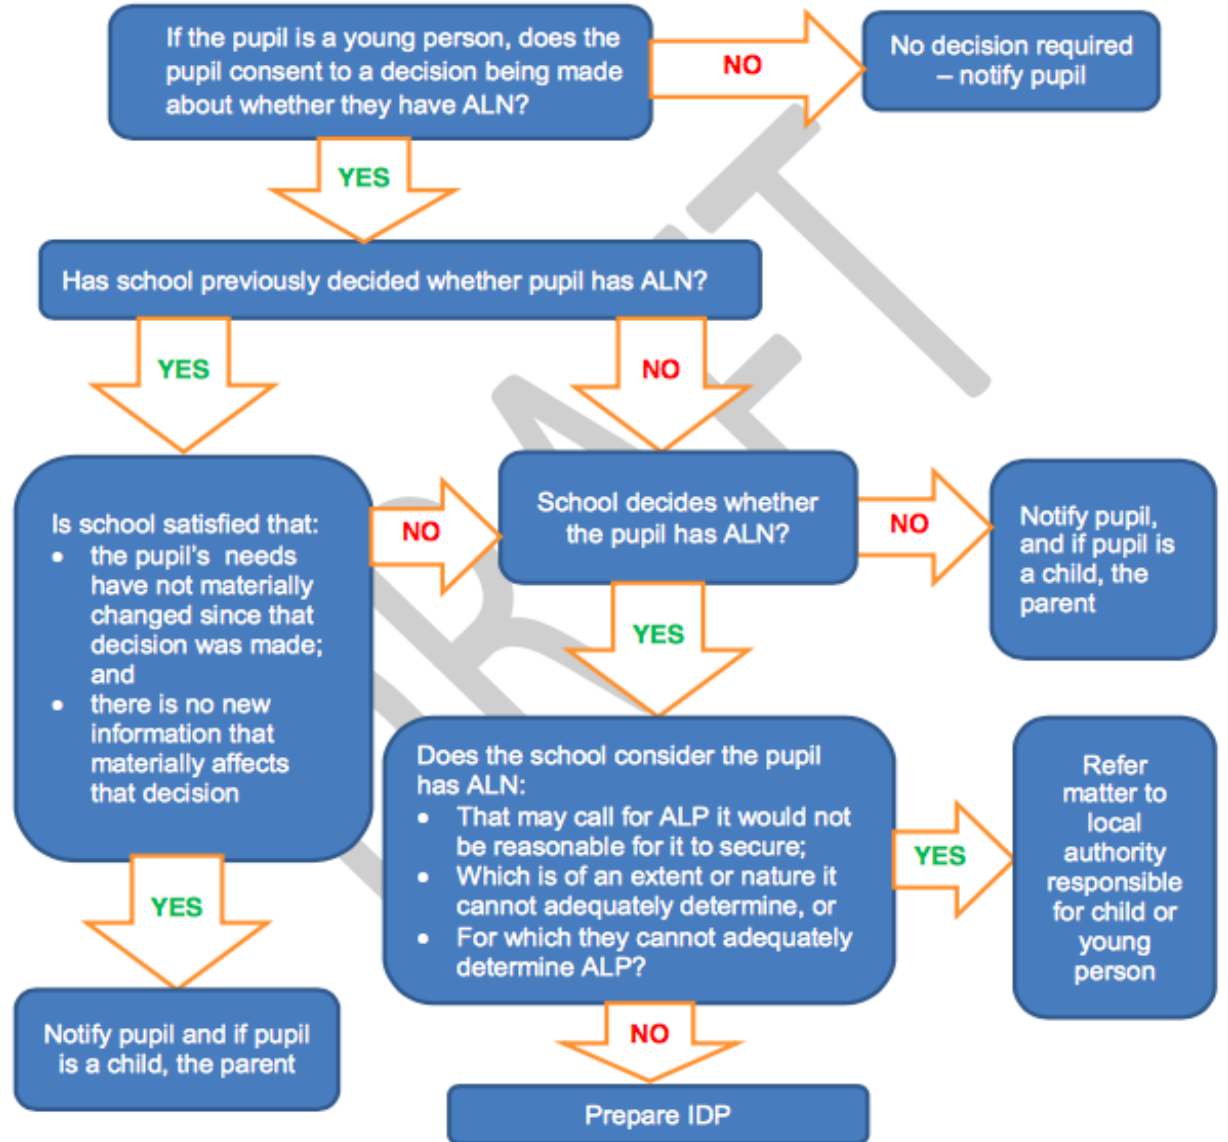 If the pupil is a young person, does the
pupil consent to a decision being made
about whether they have ALN?
NO
No decision required
– notify pupil
YES
Has school previously decided whether pupil has ALN?
YES
NO
Is school satisfied that:
• the pupil's needs
have not materially
changed since that
decision was made;
and
• there is no new
information that
materially affects
that decision
NO
School decides whether
the pupil has ALN?
NO
Notify pupil,
and if pupil is
a child, the
parent
YES
Does the school consider the pupil
has ALN:
• That may call for ALP it would not
be reasonable for it to secure;
• Which is of an extent or nature it
cannot adequately determine, or
• For which they cannot adequately
determine ALP?
YES
Refer
matter to
local
authority
responsible
for child or
young
person
YES
Notify pupil and if pupil
is a child, the parent
NO
Prepare IDP
DRAFT